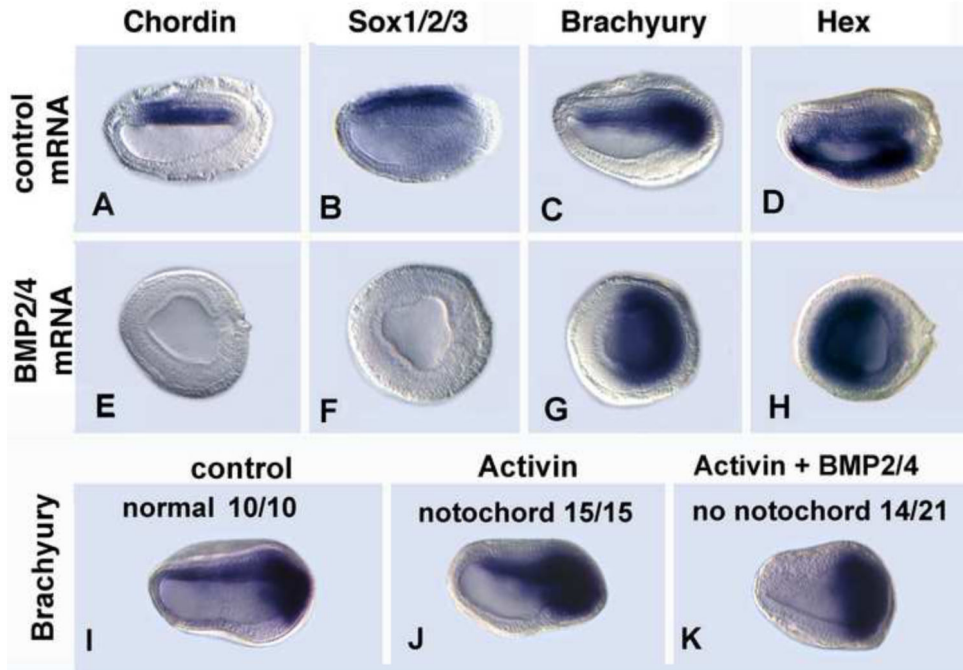 Chordin Sox1/2/3 Brachyury Hex
control
mRNA
A B C D
BMP2/4
mRNA
E F G H
control Activin Activin + BMP2/4
normal 10/10 notochord 15/15 no notochord 14/21
Brachyury
I J K